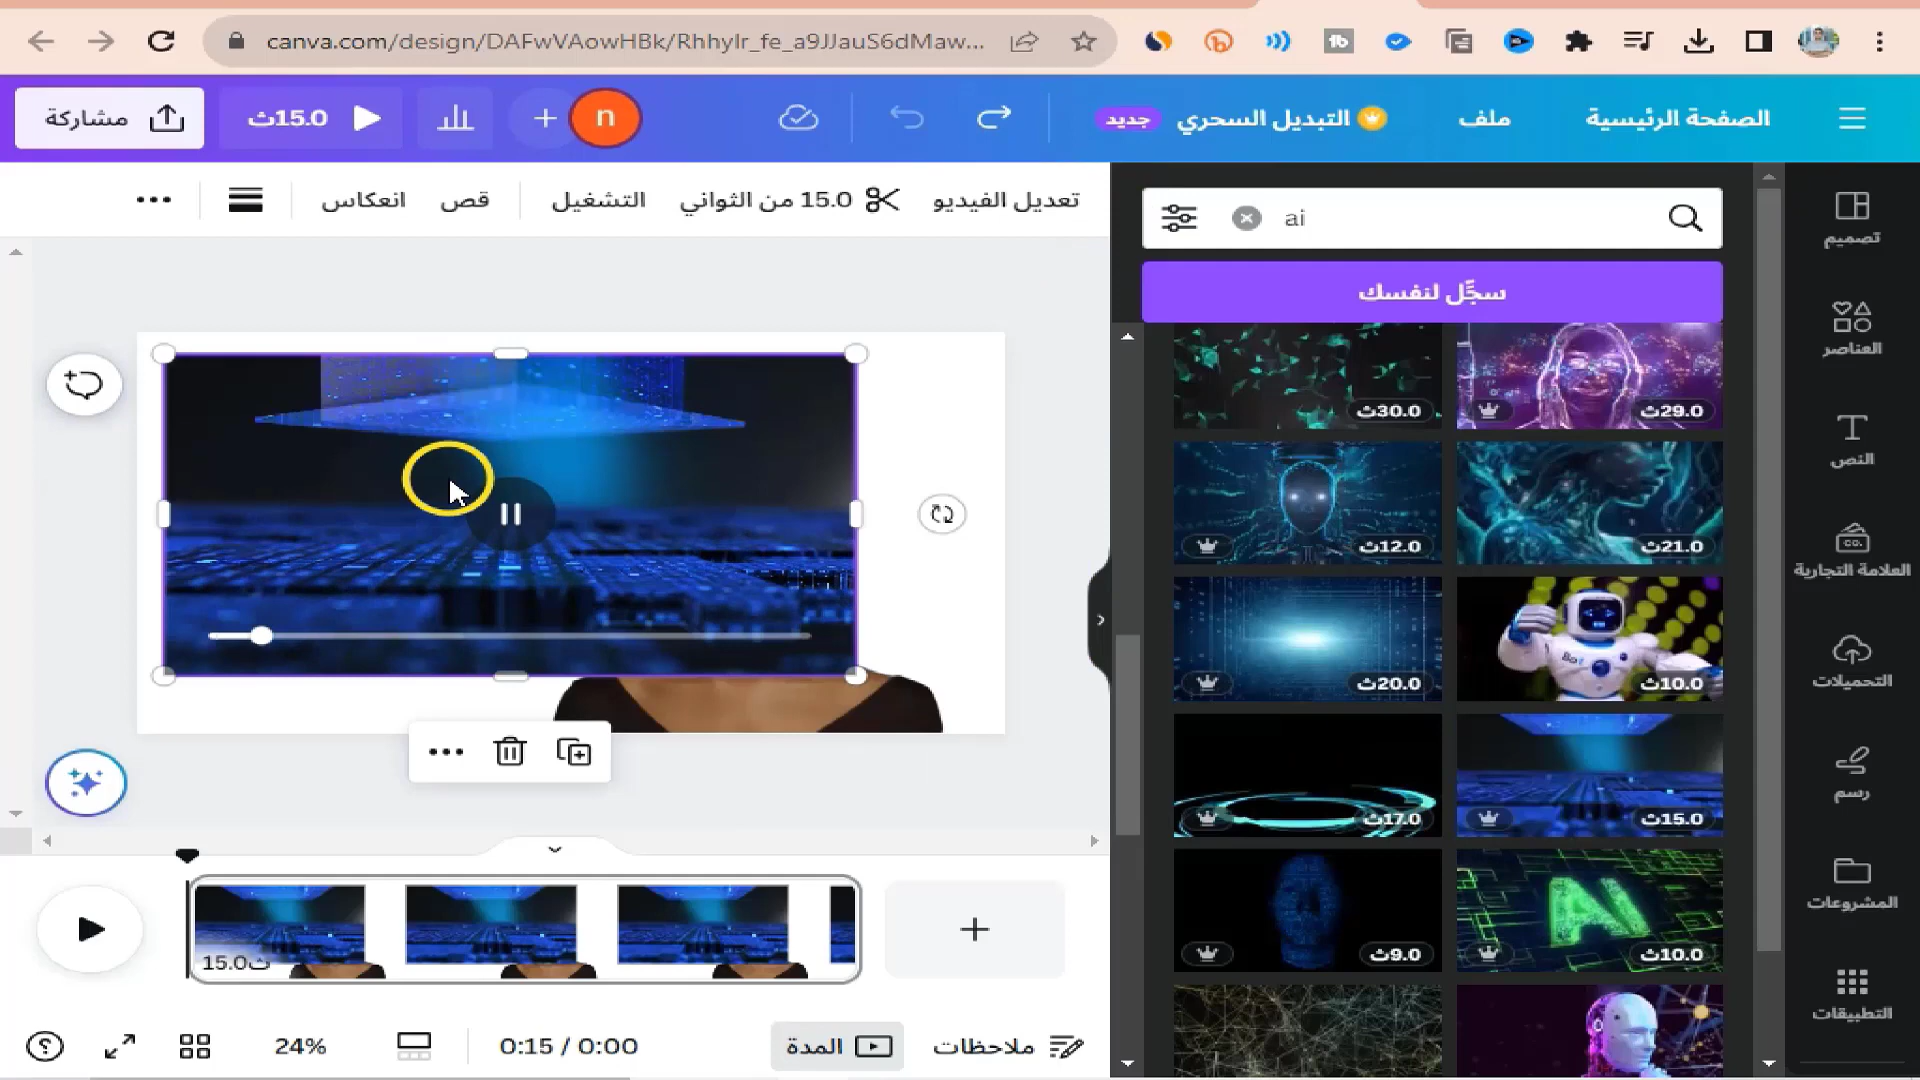 canva.com/design/DAFwVAowHBk/Rhhylr_fe_a9JJauS6dMaw...
الصفحة الرئيسية
ملف
التبديل السحري
جديد
n
15.0ث
مشاركة
تعديل الفيديو
15.0 من الثواني
التشغيل
قص
انعكاس
ai
سجِّل لنفسك
تصميم
العناصر
النص
CO.
العلامة التجارية
التحميلات
رسم
المشروعات
التطبيقات
29.0ث
30.0ث
21.0ث
12.0ث
10.0ث
20.0ث
15.0ث
17.0ث
AI
10.0ث
9.0ث
15.0ث
ملاحظات
المدة
0:15 / 0:00
24%